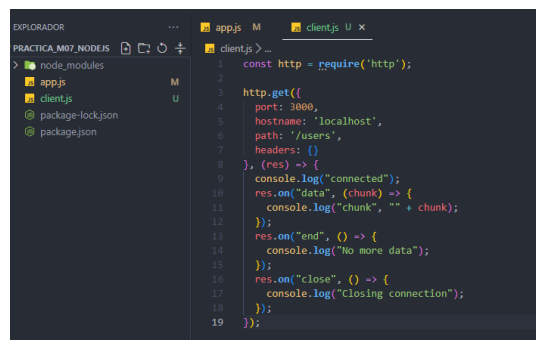 EXPLORADOR ...
PRACTICA_M07_NODEJS
node_modules
app.js M
client.js U
package-lock.json
package.json
app.js M
client.js U ×
client.js > ...
1 const http = require('http');
2
3 http.get({
4 port: 3000,
5 hostname: 'localhost',
6 path: '/users',
7 headers: {}
8 }, (res) => {
9 console.log("connected");
10 res.on("data", (chunk) => {
11 console.log("chunk", "" + chunk);
12 });
13 res.on("end", () => {
14 console.log("No more data");
15 });
16 res.on("close", () => {
17 console.log("Closing connection");
18 });
19 });